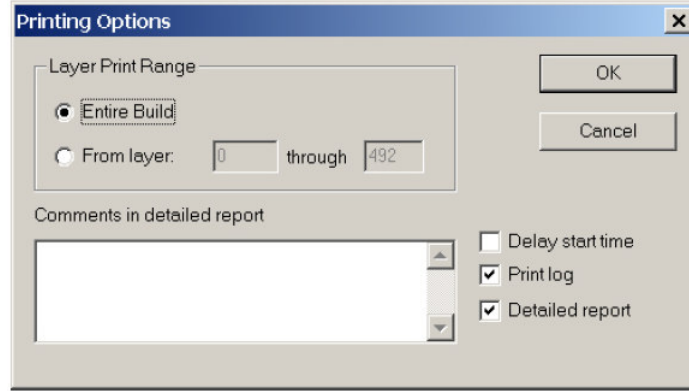 Printing Options
Layer Print Range
OK
Entire Build
Cancel
From layer: 0 through 492
Comments in detailed report
Delay start time
Print log
Detailed report